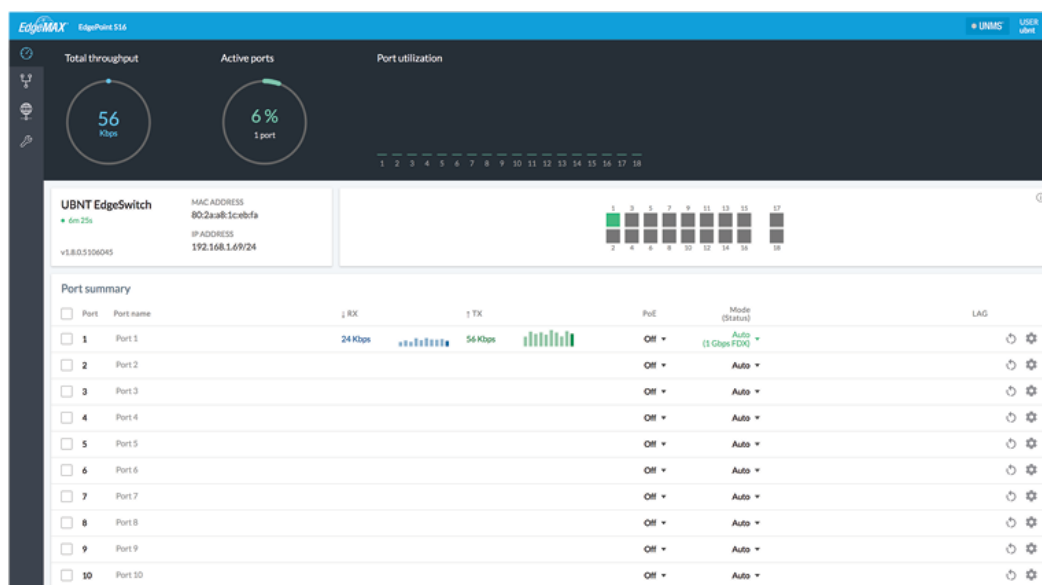 EdgeMAX EdgePoint S16 UNMS USER
ubnt
Total throughput Active ports Port utilization
56
Kbps
6 %
1 port
1 2 3 4 5 6 7 8 9 10 11 12 13 14 15 16 17 18
UBNT EdgeSwitch
6m 25s
v1.8.0.5106045
MAC ADDRESS
80:2a:a8:1c:eb:fa
IP ADDRESS
192.168.1.69/24
1 3 5 7 9 11 13 15 17
2 4 6 8 10 12 14 16 18
Port summary
Port Port name ↓ RX ↑ TX PoE Mode (Status) LAG
1 Port 1 24 Kbps 56 Kbps Off Auto (1 Gbps FDX)
2 Port 2 Off Auto
3 Port 3 Off Auto
4 Port 4 Off Auto
5 Port 5 Off Auto
6 Port 6 Off Auto
7 Port 7 Off Auto
8 Port 8 Off Auto
9 Port 9 Off Auto
10 Port 10 Off Auto